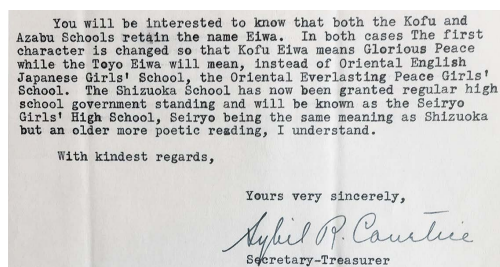 You will be interested to know that both the Kofu and
Azabu Schools retain the name Eiwa. In both cases The first
character is changed so that Kofu Eiwa means Glorious Peace
while the Toyo Eiwa will mean, instead of Oriental English
Japanese Girls' School, the Oriental Everlasting Peace Girls'
School. The Shizuoka School has now been granted regular high
school government standing and will be known as the Seiryo
Girls' High School, Seiryo being the same meaning as Shizuoka
but an older more poetic reading, I understand.
With kindest regards,
Yours very sincerely,
Sybil R. Courtice
Secretary-Treasurer